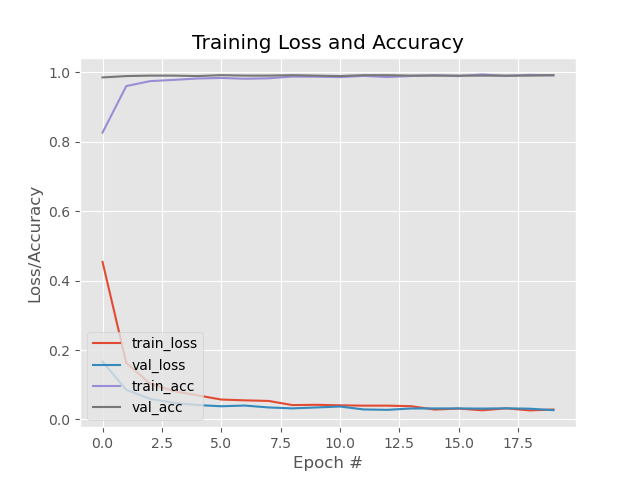 Training Loss and Accuracy
1.0
0.8
0.6
0.4
0.2
0.0
Loss/Accuracy
train_loss
val_loss
train_acc
val_acc
0.0 2.5 5.0 7.5 10.0 12.5 15.0 17.5
Epoch #